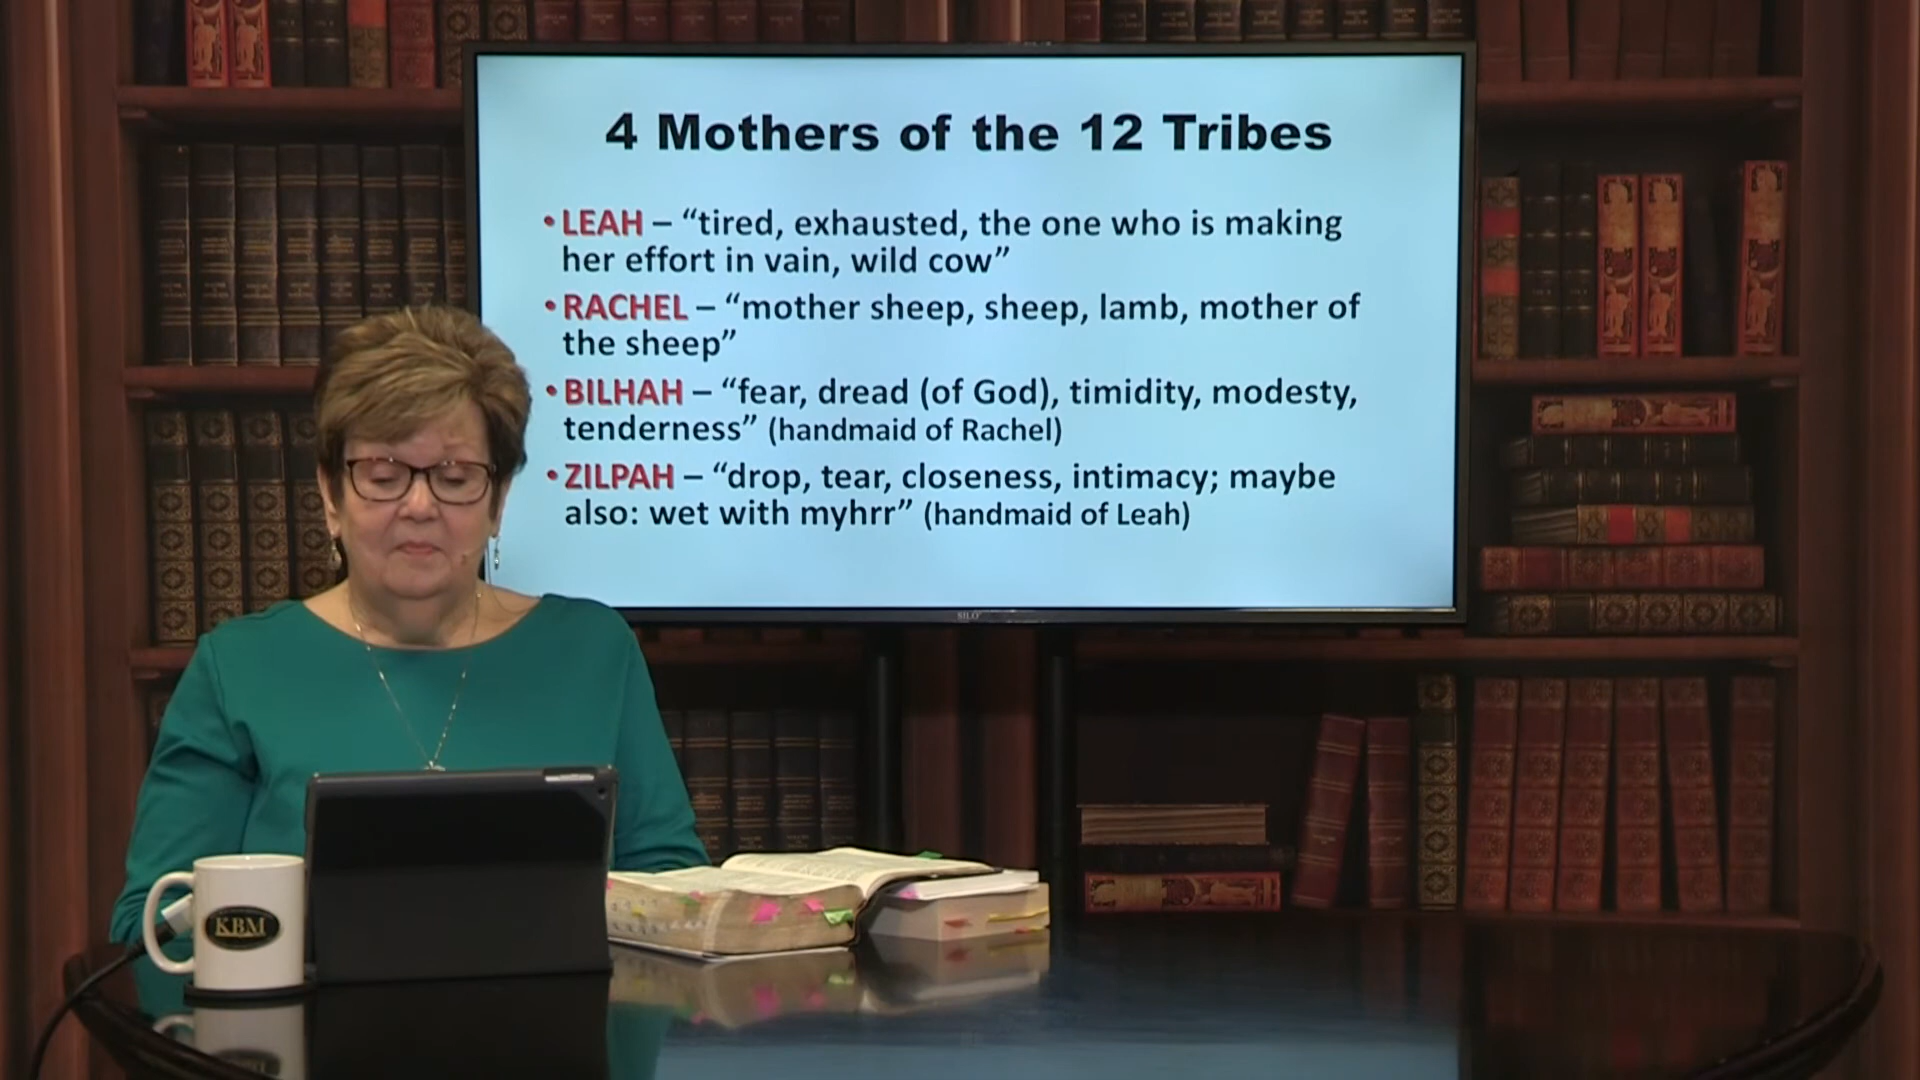 4 Mothers of the 12 Tribes
• LEAH – “tired, exhausted, the one who is making
her effort in vain, wild cow”
• RACHEL – “mother sheep, sheep, lamb, mother of
the sheep”
• BILHAH – “fear, dread (of God), timidity, modesty,
tenderness” (handmaid of Rachel)
• ZILPAH – “drop, tear, closeness, intimacy; maybe
also: wet with myhrr” (handmaid of Leah)
KBM